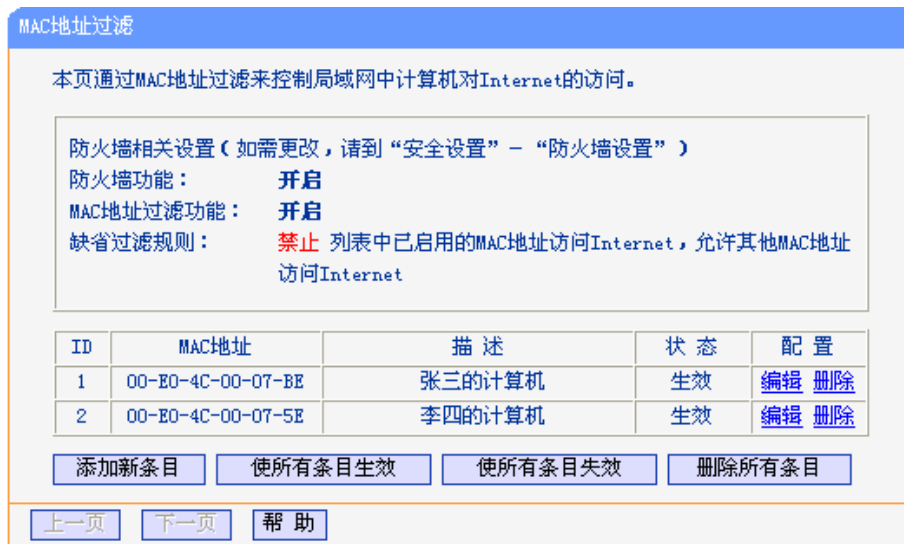 MAC地址过滤
本页通过MAC地址过滤来控制局域网中计算机对Internet的访问。
防火墙相关设置(如需更改,请到“安全设置”-“防火墙设置”)
防火墙功能: 开启
MAC地址过滤功能: 开启
缺省过滤规则: 禁止 列表中已启用的MAC地址访问Internet,允许其他MAC地址
访问Internet
ID MAC地址 描 述 状 态 配 置
1 00-E0-4C-00-07-BE 张三的计算机 生效 编辑 删除
2 00-E0-4C-00-07-5E 李四的计算机 生效 编辑 删除
添加新条目 使所有条目生效 使所有条目失效 删除所有条目
上一页 下一页 帮 助